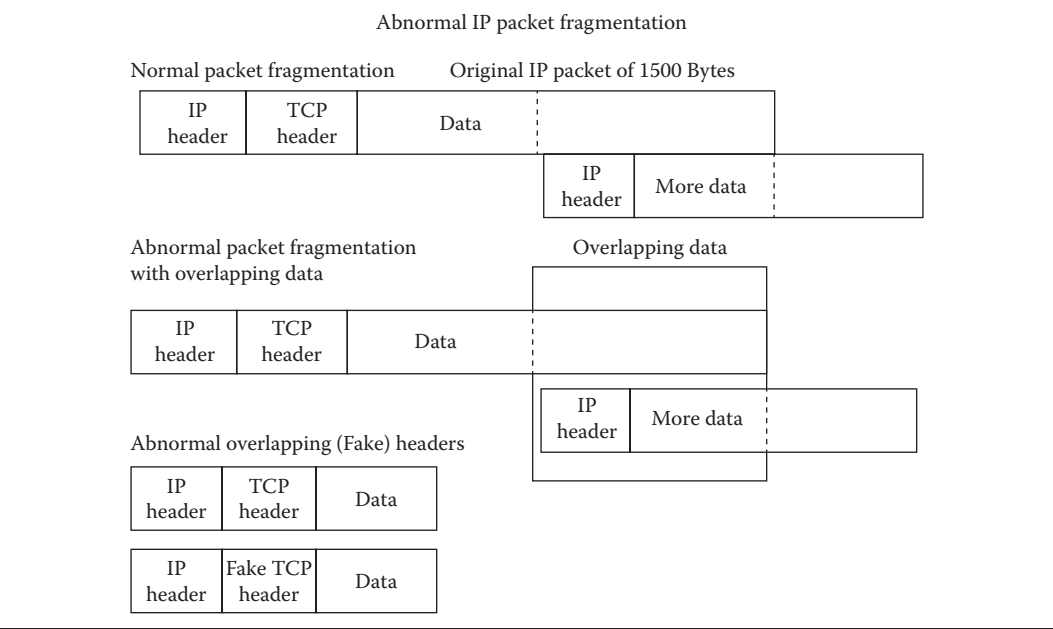 Abnormal IP packet fragmentation
Normal packet fragmentation
Original IP packet of 1500 Bytes
IP
header
TCP
header
Data
IP
header
More data
Abnormal packet fragmentation
with overlapping data
Overlapping data
IP
header
TCP
header
Data
IP
header
More data
Abnormal overlapping (Fake) headers
IP
header
TCP
header
Data
IP
header
Fake TCP
header
Data